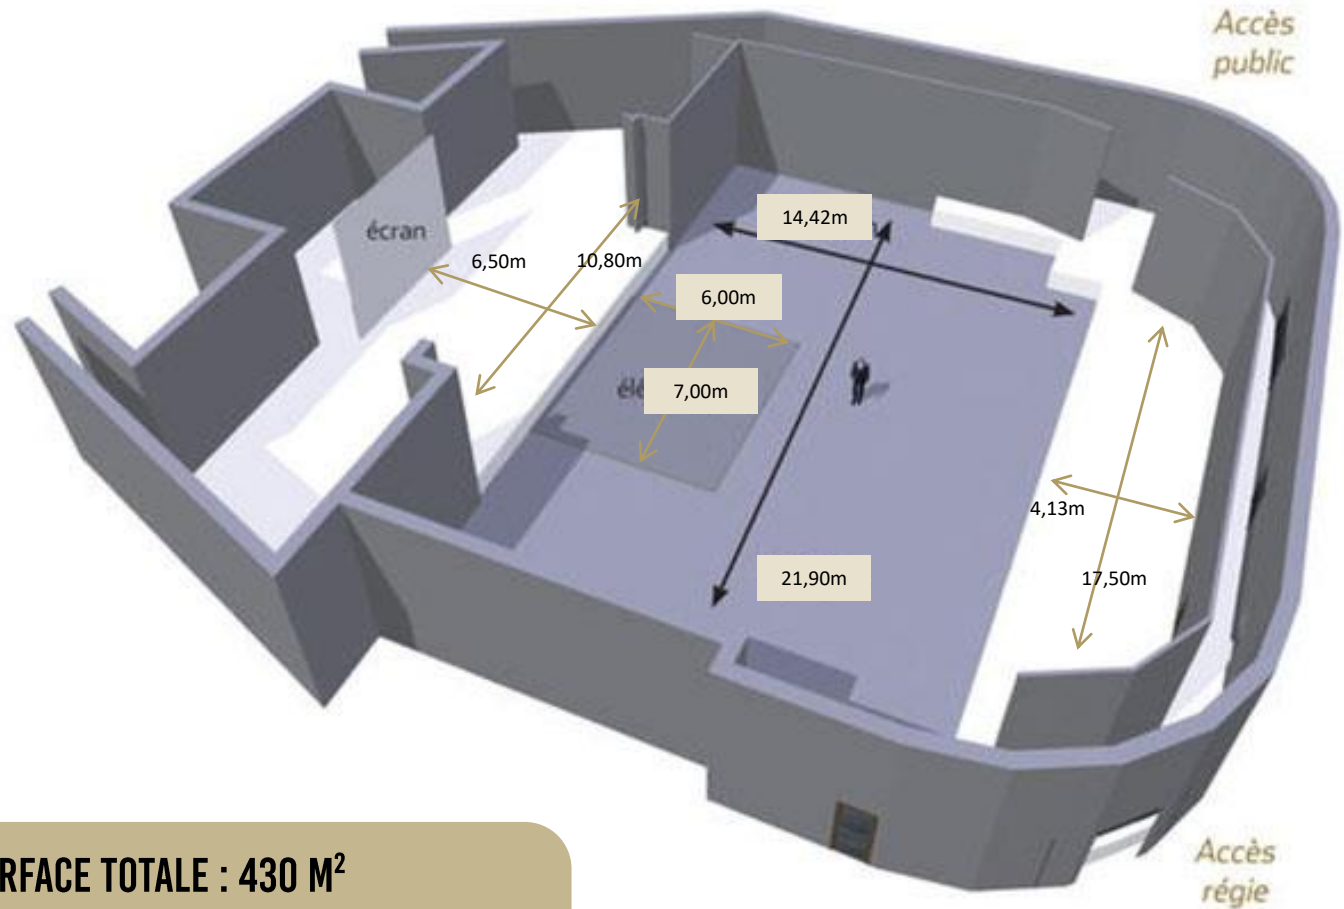 Accès
public
14,42m
écran
6,50m
10,80m
6,00m
7,00m
4,13m
21,90m
17,50m
RFACE TOTALE : 430 M²
Accès
régie